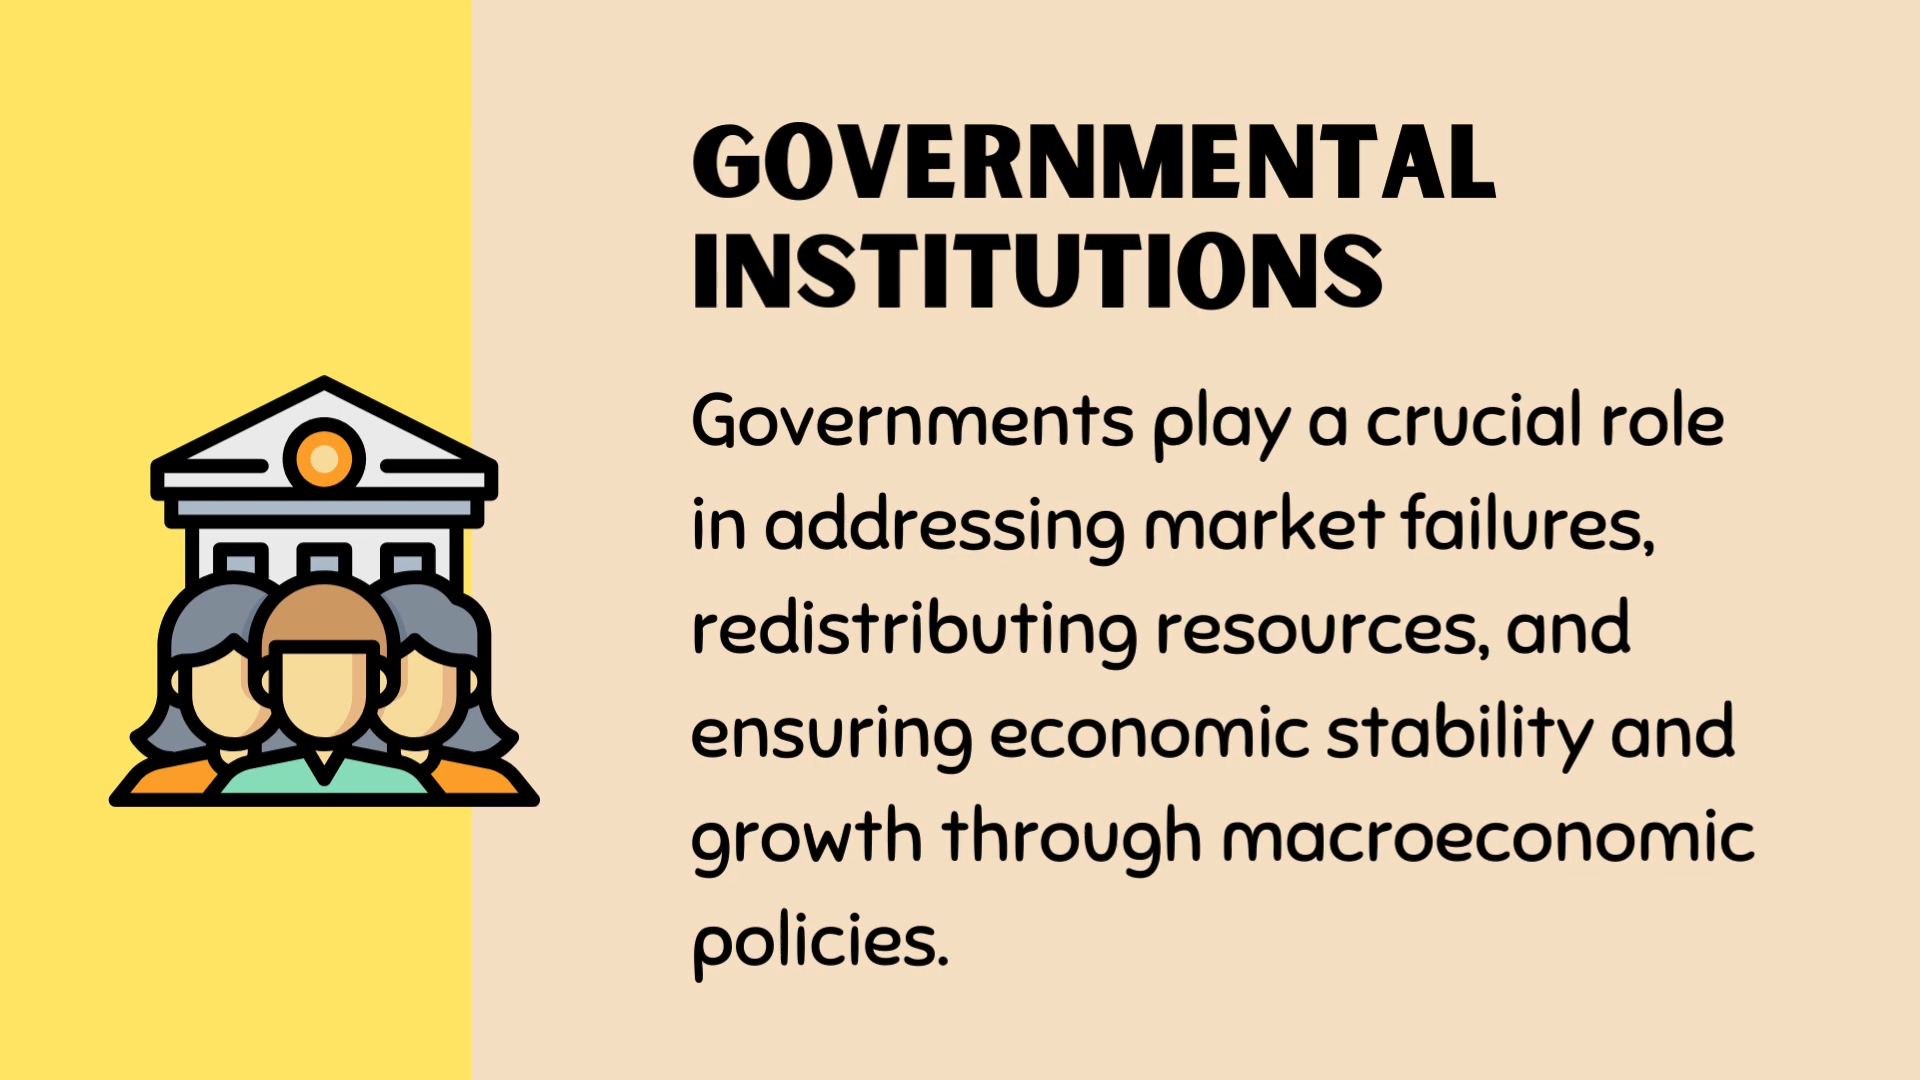 GOVERNMENTAL
INSTITUTIONS
Governments play a crucial role
in addressing market failures,
redistributing resources, and
ensuring economic stability and
growth through macroeconomic
policies.